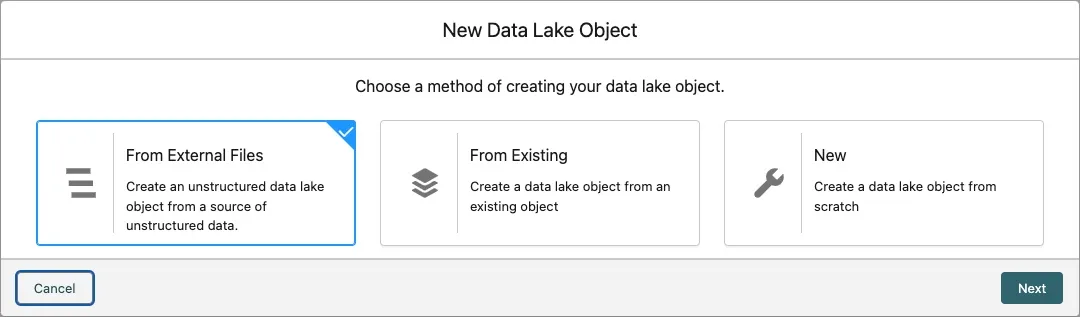 New Data Lake Object
Choose a method of creating your data lake object.
From External Files
Create an unstructured data lake
object from a source of
unstructured data.
From Existing
Create a data lake object from an
existing object
New
Create a data lake object from
scratch
Cancel
Next